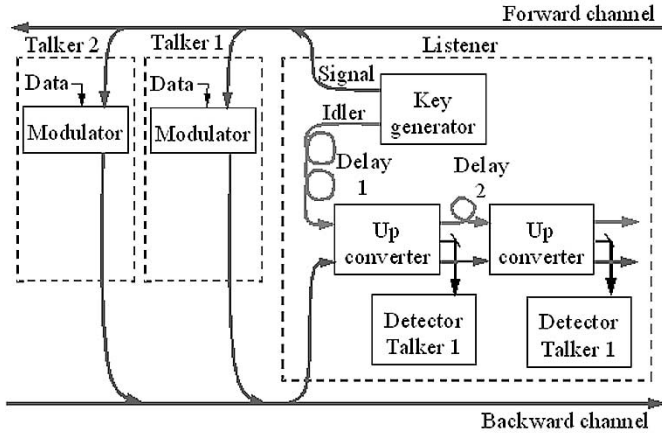 Forward channel
Talker 2
Talker 1
Listener
Data
Data
Signal
Idler
Key
generator
Modulator
Modulator
Delay
1
Delay
2
Up
converter
Up
converter
Detector
Talker 1
Detector
Talker 1
Backward channel